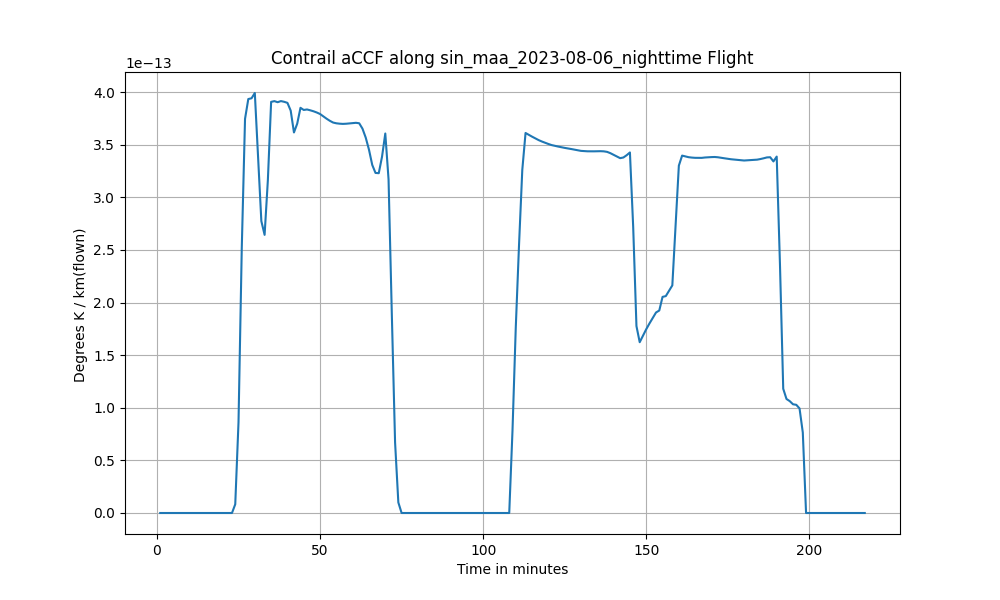 Contrail aCCF along sin_maa_2023-08-06_nighttime Flight
1e−13
4.0
3.5
3.0
2.5
2.0
1.5
1.0
0.5
0.0
Degrees K / km(flown)
0 50 100 150 200
Time in minutes